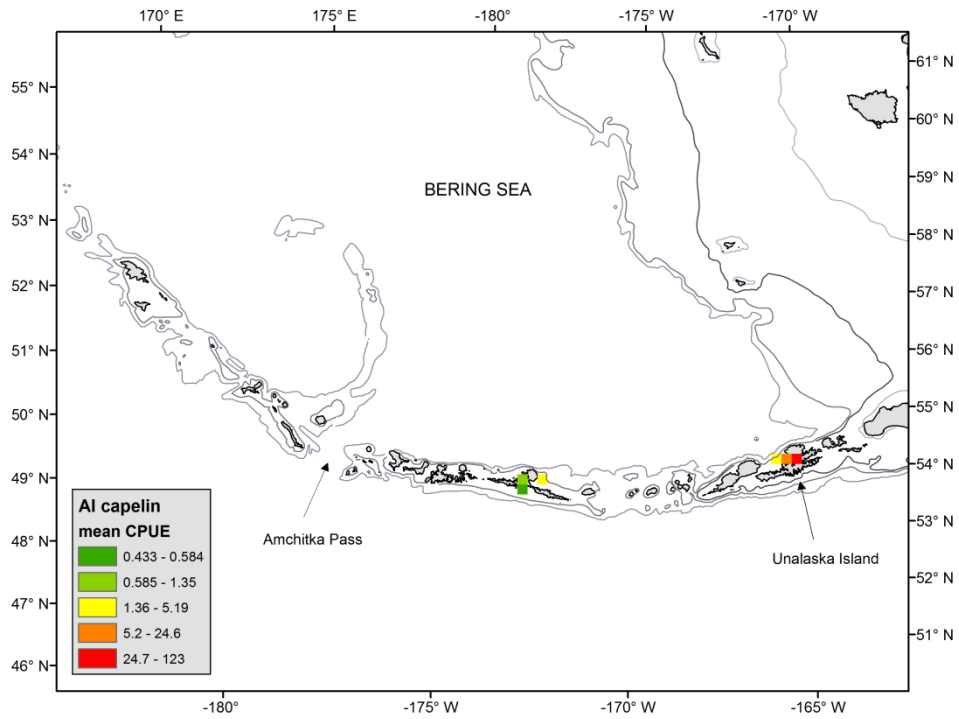 170° E 175° E -180° -175° W -170° W
55° N
54° N
53° N
52° N
51° N
50° N
49° N
48° N
47° N
46° N
61° N
60° N
59° N
58° N
57° N
56° N
55° N
54° N
53° N
52° N
51° N
BERING SEA
Amchitka Pass
Unalaska Island
AI capelin
mean CPUE
0.433 - 0.584
0.585 - 1.35
1.36 - 5.19
5.2 - 24.6
24.7 - 123
-180° -175° W -170° W -165° W